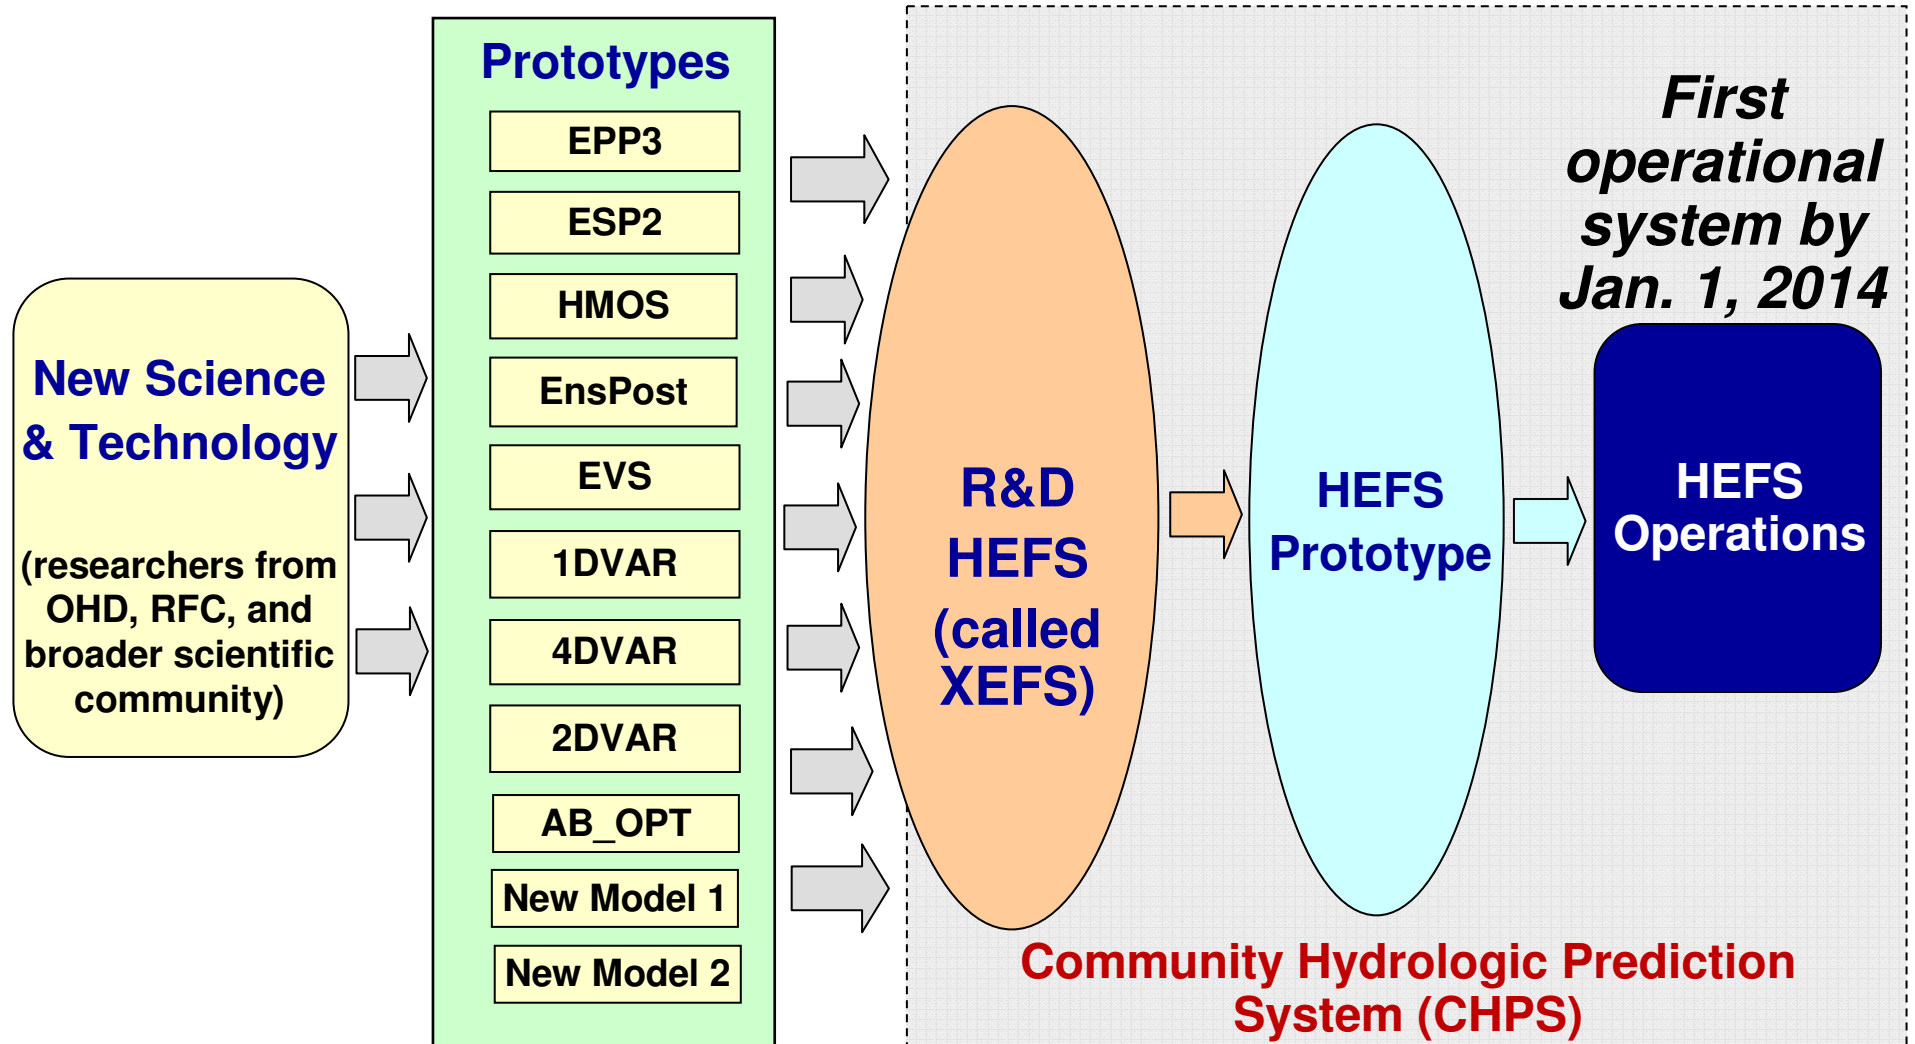 New Science
& Technology
(researchers from
OHD, RFC, and
broader scientific
community)
Prototypes
EPP3
ESP2
HMOS
EnsPost
EVS
1DVAR
4DVAR
2DVAR
AB_OPT
New Model 1
New Model 2
R&D
HEFS
(called
XEFS)
HEFS
Prototype
First
operational
system by
Jan. 1, 2014
HEFS
Operations
Community Hydrologic Prediction
System (CHPS)